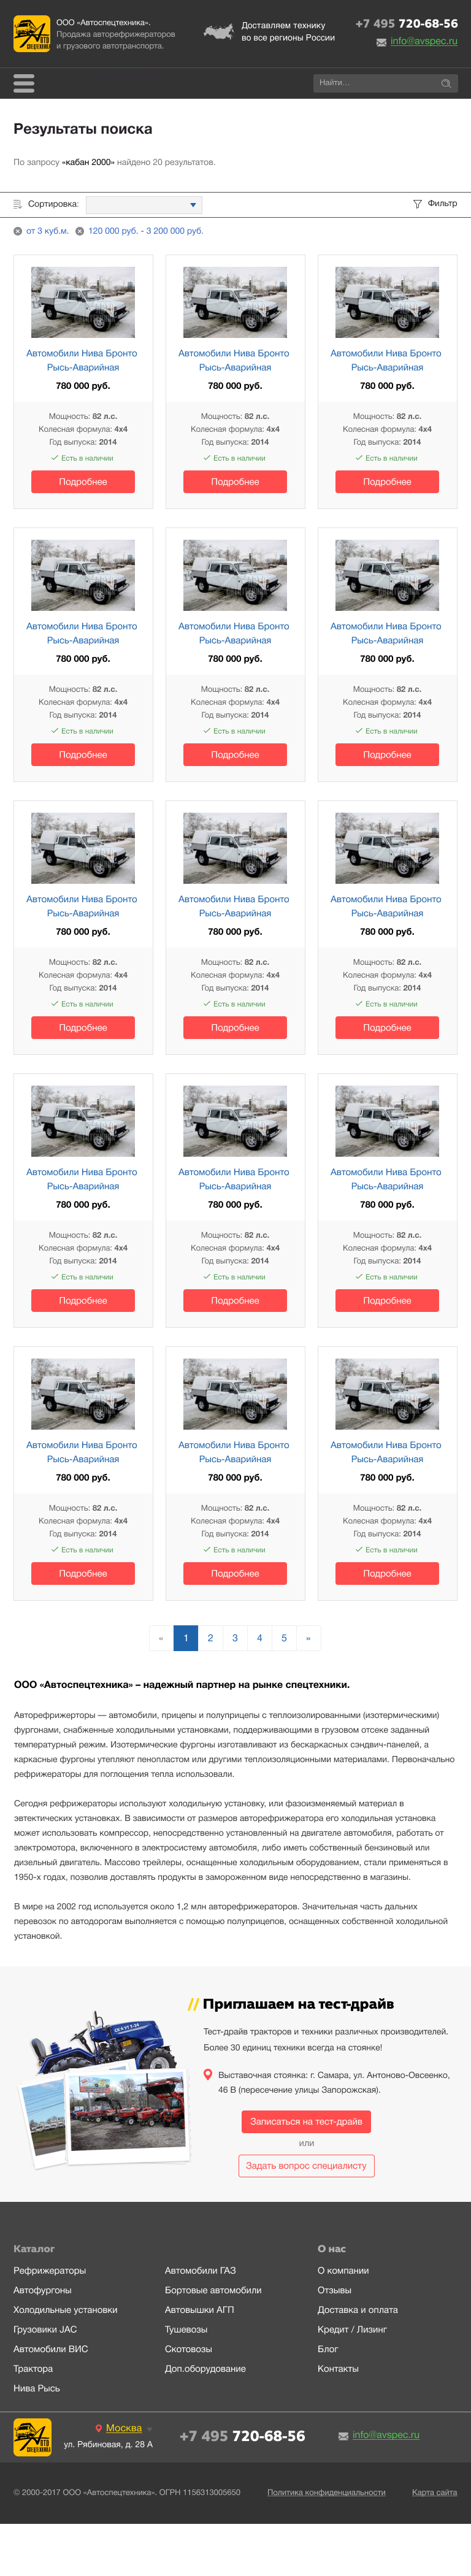 ООО «Автоспецтехника».
Продажа авторефрижераторов
и грузового автотранспорта.
Доставляем технику
во все регионы России
+7 495 720-68-56
info@avspec.ru
Найти...
Результаты поиска
По запросу «кабан 2000» найдено 20 результатов.
Сортировка:
Фильтр
от 3 куб.м. 120 000 руб. - 3 200 000 руб.
Автомобили Нива Бронто Автомобили Нива Бронто Автомобили Нива Бронто
Рысь-Аварийная Рысь-Аварийная Рысь-Аварийная
780 000 руб. 780 000 руб. 780 000 руб.
Мощность: 82 л.с. Мощность: 82 л.с. Мощность: 82 л.с.
Колесная формула: 4x4 Колесная формула: 4x4 Колесная формула: 4x4
Год выпуска: 2014 Год выпуска: 2014 Год выпуска: 2014
Есть в наличии Есть в наличии Есть в наличии
Подробнее Подробнее Подробнее
Автомобили Нива Бронто Автомобили Нива Бронто Автомобили Нива Бронто
Рысь-Аварийная Рысь-Аварийная Рысь-Аварийная
780 000 руб. 780 000 руб. 780 000 руб.
Мощность: 82 л.с. Мощность: 82 л.с. Мощность: 82 л.с.
Колесная формула: 4x4 Колесная формула: 4x4 Колесная формула: 4x4
Год выпуска: 2014 Год выпуска: 2014 Год выпуска: 2014
Есть в наличии Есть в наличии Есть в наличии
Подробнее Подробнее Подробнее
Автомобили Нива Бронто Автомобили Нива Бронто Автомобили Нива Бронто
Рысь-Аварийная Рысь-Аварийная Рысь-Аварийная
780 000 руб. 780 000 руб. 780 000 руб.
Мощность: 82 л.с. Мощность: 82 л.с. Мощность: 82 л.с.
Колесная формула: 4x4 Колесная формула: 4x4 Колесная формула: 4x4
Год выпуска: 2014 Год выпуска: 2014 Год выпуска: 2014
Есть в наличии Есть в наличии Есть в наличии
Подробнее Подробнее Подробнее
Автомобили Нива Бронто Автомобили Нива Бронто Автомобили Нива Бронто
Рысь-Аварийная Рысь-Аварийная Рысь-Аварийная
780 000 руб. 780 000 руб. 780 000 руб.
Мощность: 82 л.с. Мощность: 82 л.с. Мощность: 82 л.с.
Колесная формула: 4x4 Колесная формула: 4x4 Колесная формула: 4x4
Год выпуска: 2014 Год выпуска: 2014 Год выпуска: 2014
Есть в наличии Есть в наличии Есть в наличии
Подробнее Подробнее Подробнее
Автомобили Нива Бронто Автомобили Нива Бронто Автомобили Нива Бронто
Рысь-Аварийная Рысь-Аварийная Рысь-Аварийная
780 000 руб. 780 000 руб. 780 000 руб.
Мощность: 82 л.с. Мощность: 82 л.с. Мощность: 82 л.с.
Колесная формула: 4x4 Колесная формула: 4x4 Колесная формула: 4x4
Год выпуска: 2014 Год выпуска: 2014 Год выпуска: 2014
Есть в наличии Есть в наличии Есть в наличии
Подробнее Подробнее Подробнее
« 1 2 3 4 5 »
ООО «Автоспецтехника» – надежный партнер на рынке спецтехники.
Авторефрижерторы — автомобили, прицепы и полуприцепы с теплоизолированными (изотермическими)
фургонами, снабженные холодильными установками, поддерживающими в грузовом отсеке заданный
температурный режим. Изотермические фургоны изготавливают из бескаркасных сэндвич-панелей, а
каркасные фургоны утепляют пенопластом или другими теплоизоляционными материалами. Первоначально
рефрижераторы для поглощения тепла использовали.
Сегодня рефрижераторы используют холодильную установку, или фазоизменяемый материал в
эвтектических установках. В зависимости от размеров авторефрижератора его холодильная установка
может использовать компрессор, непосредственно установленный на двигателе автомобиля, работать от
электромотора, включенного в электросистему автомобиля, либо иметь собственный бензиновый или
дизельный двигатель. Массово трейлеры, оснащенные холодильным оборудованием, стали применяться в
1950-х годах, позволив доставлять продукты в замороженном виде непосредственно в магазины.
В мире на 2002 год используется около 1,2 млн авторефрижераторов. Значительная часть дальних
перевозок по автодорогам выполняется с помощью полуприцепов, оснащенных собственной холодильной
установкой.
// Приглашаем на тест-драйв
Тест-драйв тракторов и техники различных производителей.
Более 30 единиц техники всегда на стоянке!
Выставочная стоянка: г. Самара, ул. Антоново-Овсеенко,
46 В (пересечение улицы Запорожская).
Записаться на тест-драйв
или
Задать вопрос специалисту
Каталог
О нас
Рефрижераторы Автомобили ГАЗ О компании
Автофургоны Бортовые автомобили Отзывы
Холодильные установки Автовышки АГП Доставка и оплата
Грузовики JAC Тушевозы Кредит / Лизинг
Автомобили ВИС Скотовозы Блог
Трактора Доп.оборудование Контакты
Нива Рысь
Москва
ул. Рябиновая, д. 28 А
+7 495 720-68-56
info@avspec.ru
© 2000-2017 ООО «Автоспецтехника». ОГРН 1156313005650
Политика конфиденциальности
Карта сайта